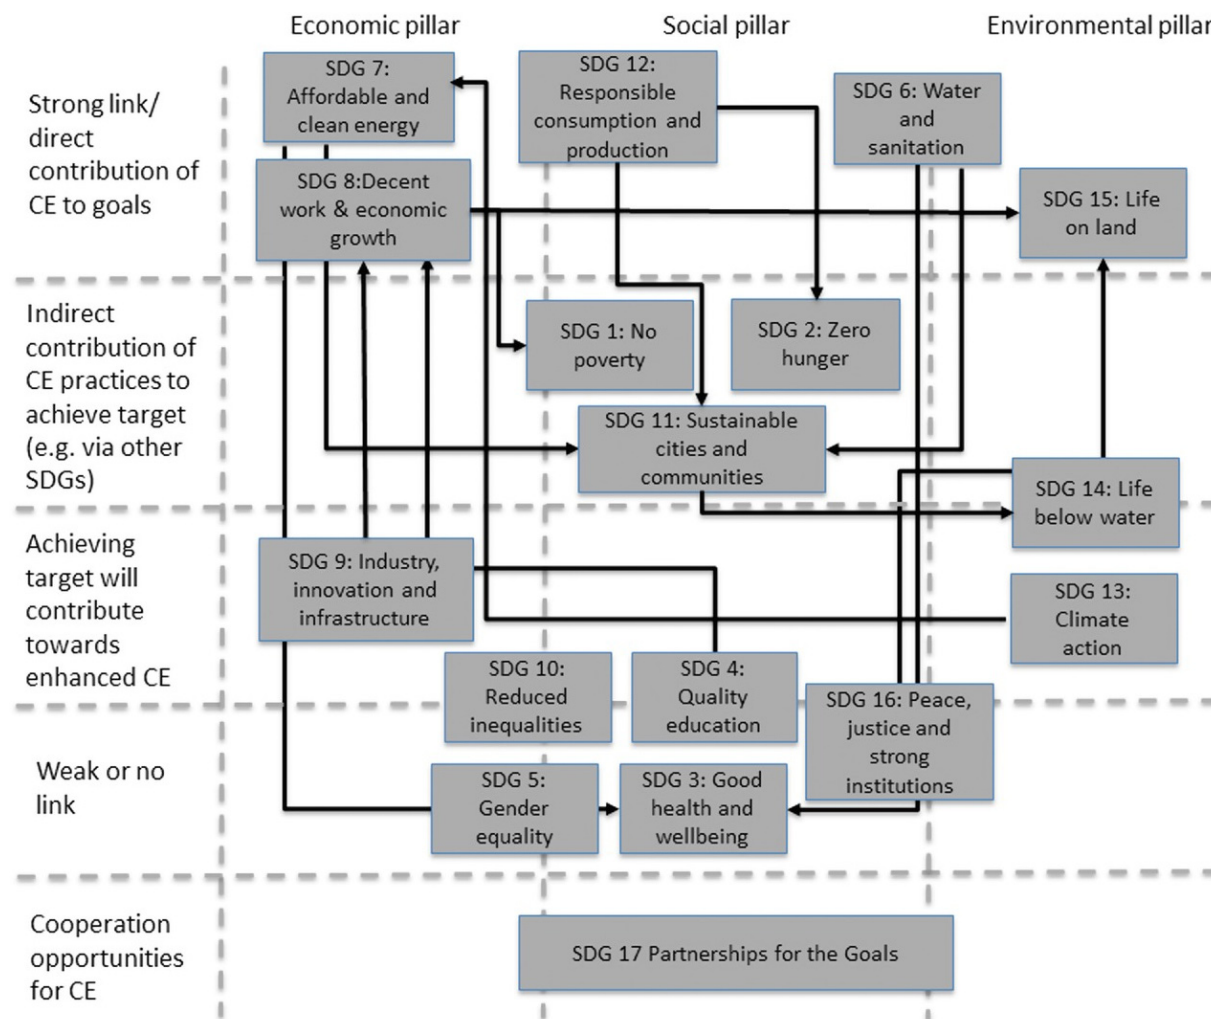 Economic pillar
Social pillar
Environmental pillar
Strong link/
direct
contribution of
CE to goals
SDG 7:
Affordable and
clean energy
SDG 12:
Responsible
consumption and
production
SDG 6: Water
and
sanitation
SDG 8:Decent
work & economic
growth
SDG 15: Life
on land
Indirect
contribution of
CE practices to
achieve target
(e.g. via other
SDGs)
SDG 1: No
poverty
SDG 2: Zero
hunger
SDG 11: Sustainable
cities and
communities
SDG 14: Life
below water
Achieving
target will
contribute
towards
enhanced CE
SDG 9: Industry,
innovation and
infrastructure
SDG 13:
Climate
action
SDG 10:
Reduced
inequalities
SDG 4:
Quality
education
SDG 16: Peace,
justice and
strong
institutions
Weak or no
link
SDG 5:
Gender
equality
SDG 3: Good
health and
wellbeing
Cooperation
opportunities
for CE
SDG 17 Partnerships for the Goals